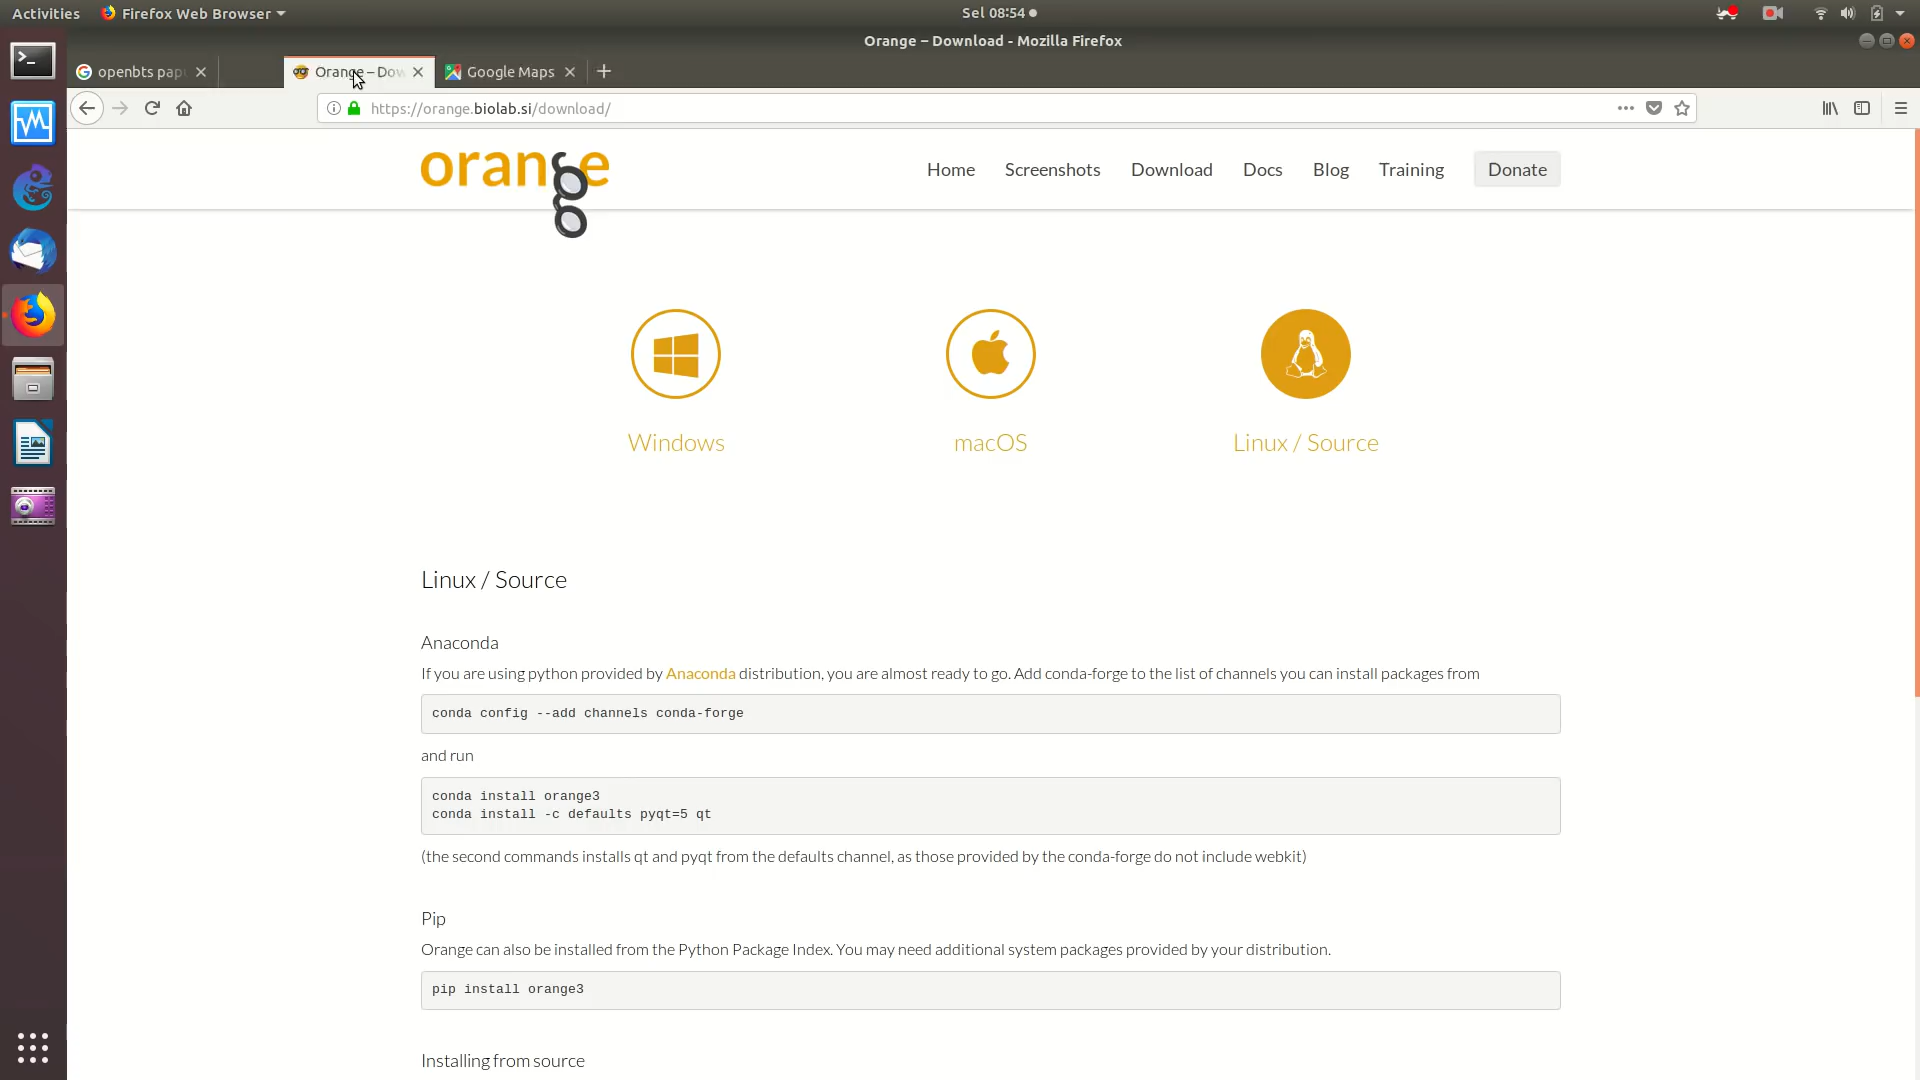 Activities
Firefox Web Browser
Sel 08:54
Orange – Download - Mozilla Firefox
openbts pap
Orange – Dow
Google Maps
https://orange.biolab.si/download/
orange
Home
Screenshots
Download
Docs
Blog
Training
Donate
Windows
macOS
Linux / Source
Linux / Source
Anaconda
If you are using python provided by Anaconda distribution, you are almost ready to go. Add conda-forge to the list of channels you can install packages from
conda config --add channels conda-forge
and run
conda install orange3
conda install -c defaults pyqt=5 qt
(the second commands installs qt and pyqt from the defaults channel, as those provided by the conda-forge do not include webkit)
Pip
Orange can also be installed from the Python Package Index. You may need additional system packages provided by your distribution.
pip install orange3
Installing from source